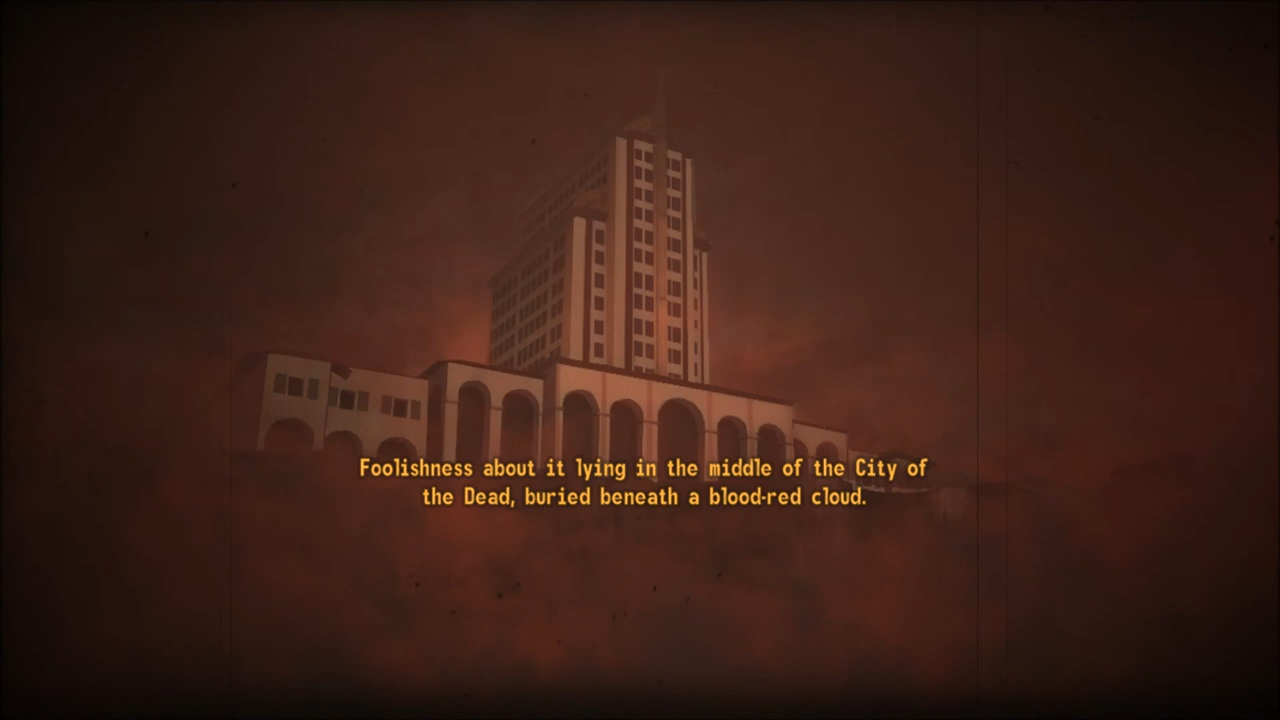 Foolishness about it lying in the middle of the City of
the Dead, buried beneath a blood-red cloud.